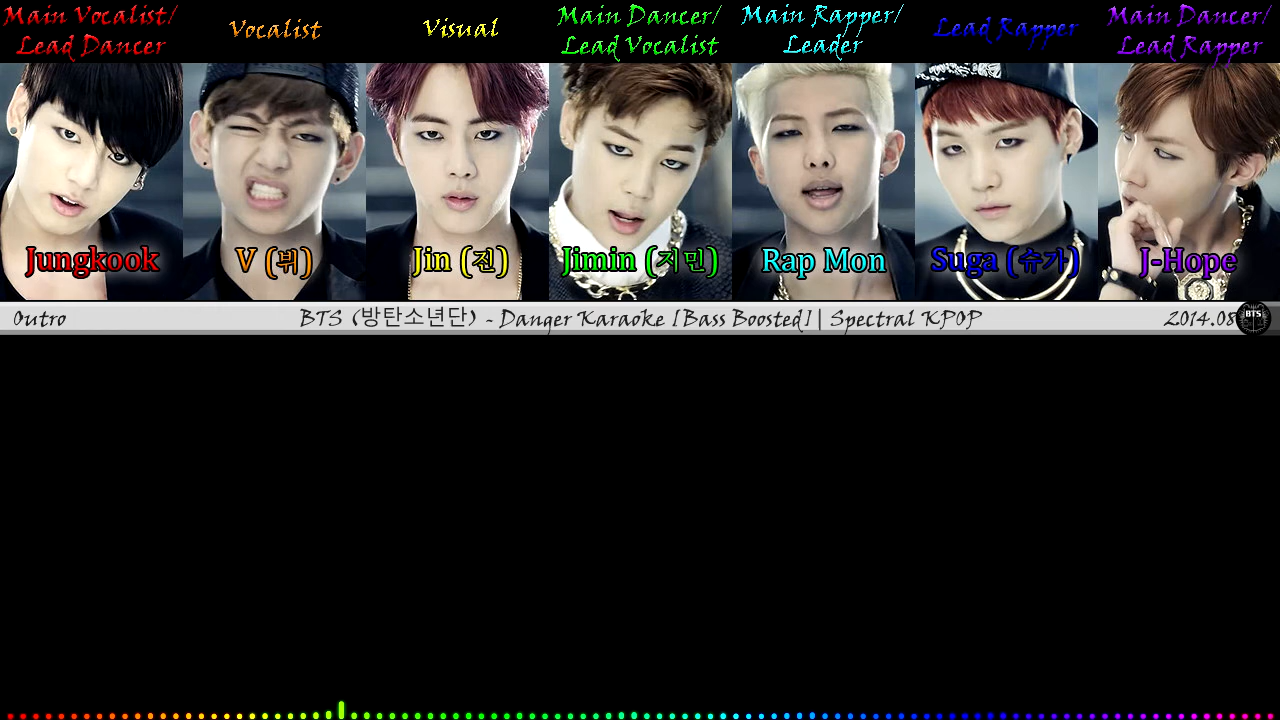 Main Vocalist/
Lead Dancer
Vocalist
Visual
Main Dancer/
Lead Vocalist
Main Rapper/
Leader
Lead Rapper
Main Dancer/
Lead Rapper
Jungkook
V (뷔)
Jin (진)
Jimin (지민)
Rap Mon
Suga (슈가)
J-Hope
Outro
BTS (방탄소년단) - Danger Karaoke [Bass Boosted] | Spectral KPOP
2014.08
BTS